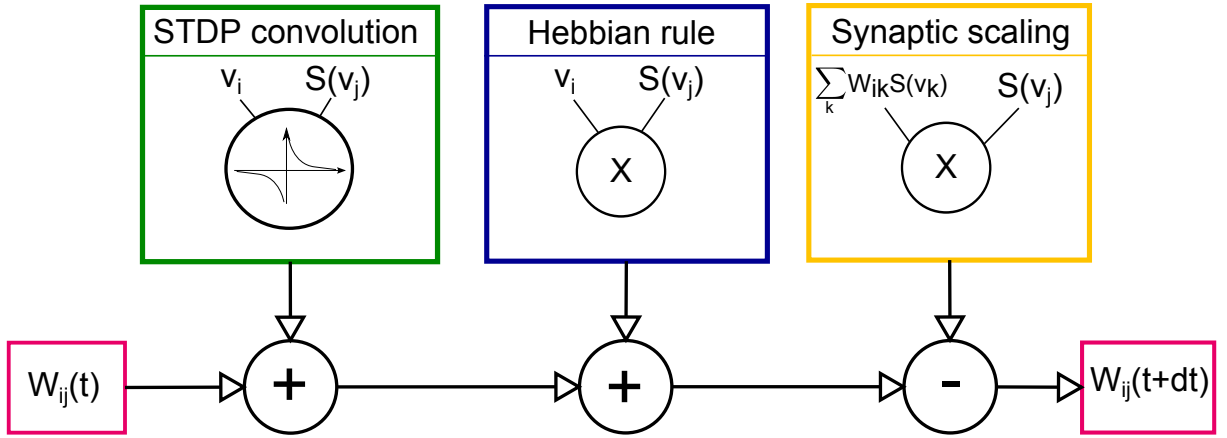 STDP convolution
v_i S(v_j)
Hebbian rule
v_i S(v_j)
X
Synaptic scaling
∑_k W_ik S(v_k) S(v_j)
X
W_ij(t)
+
+
-
W_ij(t+dt)